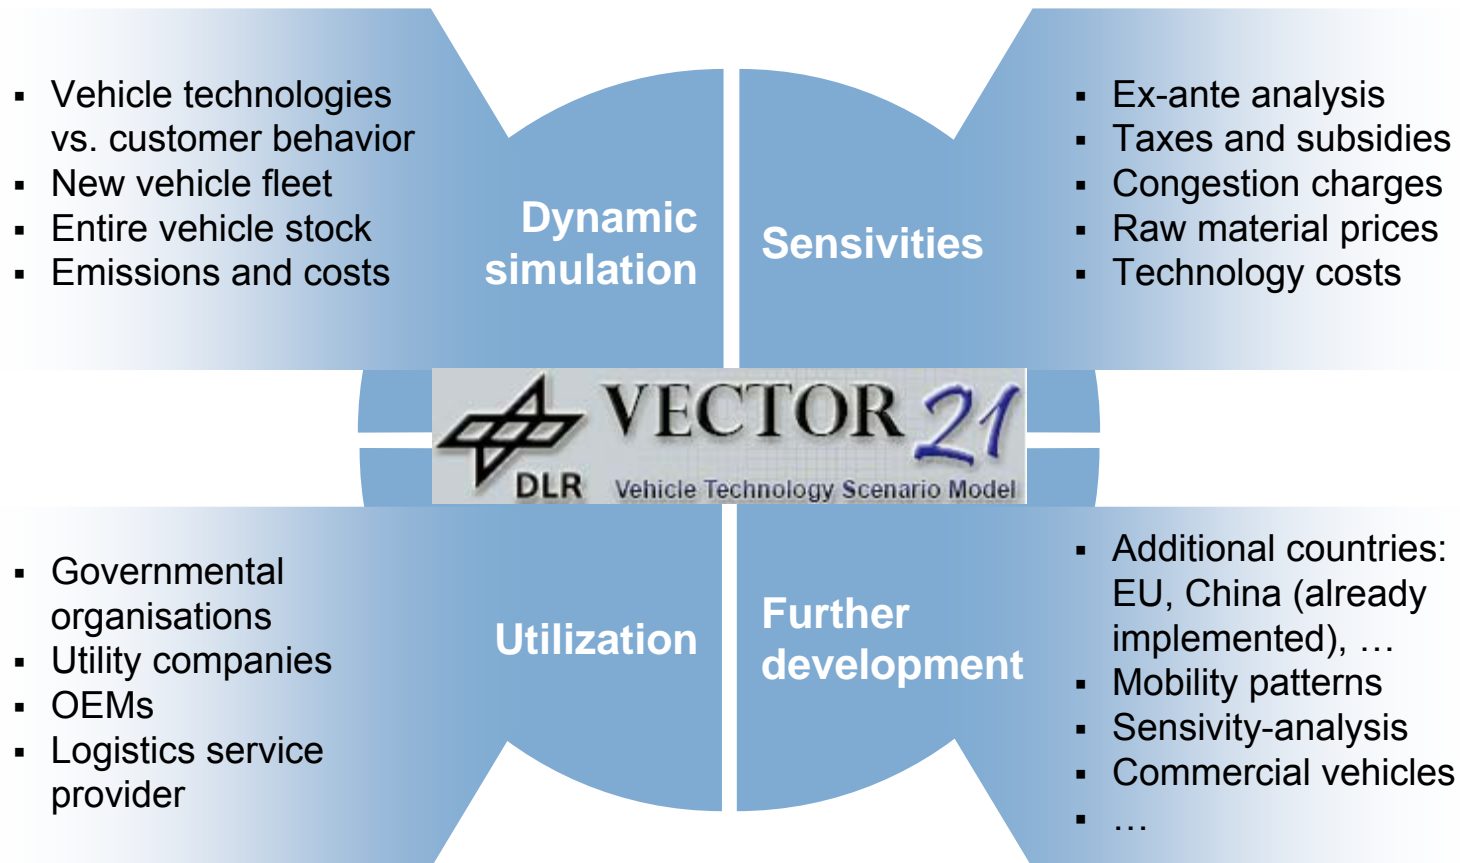 ▪ Vehicle technologies
vs. customer behavior
▪ New vehicle fleet
▪ Entire vehicle stock
▪ Emissions and costs
Dynamic
simulation
Sensivities
▪ Ex-ante analysis
▪ Taxes and subsidies
▪ Congestion charges
▪ Raw material prices
▪ Technology costs
VECTOR 21
DLR Vehicle Technology Scenario Model
▪ Governmental
organisations
▪ Utility companies
▪ OEMs
▪ Logistics service
provider
Utilization
Further
development
▪ Additional countries:
EU, China (already
implemented), …
▪ Mobility patterns
▪ Sensivity-analysis
▪ Commercial vehicles
▪ …